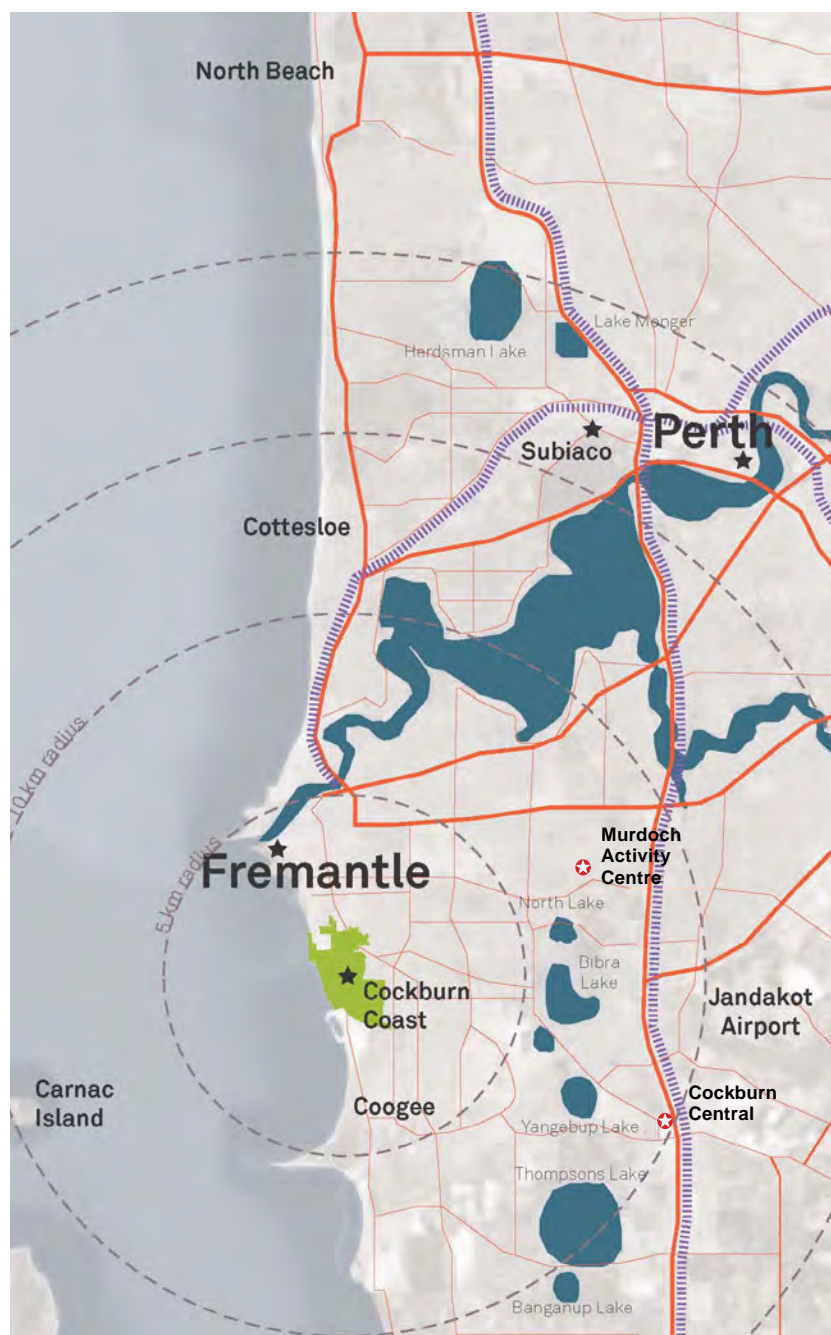 North Beach
Lake Monger
Herdsman Lake
Perth
Subiaco
Cottesloe
10 km radius
5 km radius
Murdoch
Activity
Centre
Fremantle
North Lake
Bibra
Lake
Cockburn
Coast
Jandakot
Airport
Carnac
Island
Coogee
Cockburn
Central
Yangebup Lake
Thompsons Lake
Banganup Lake